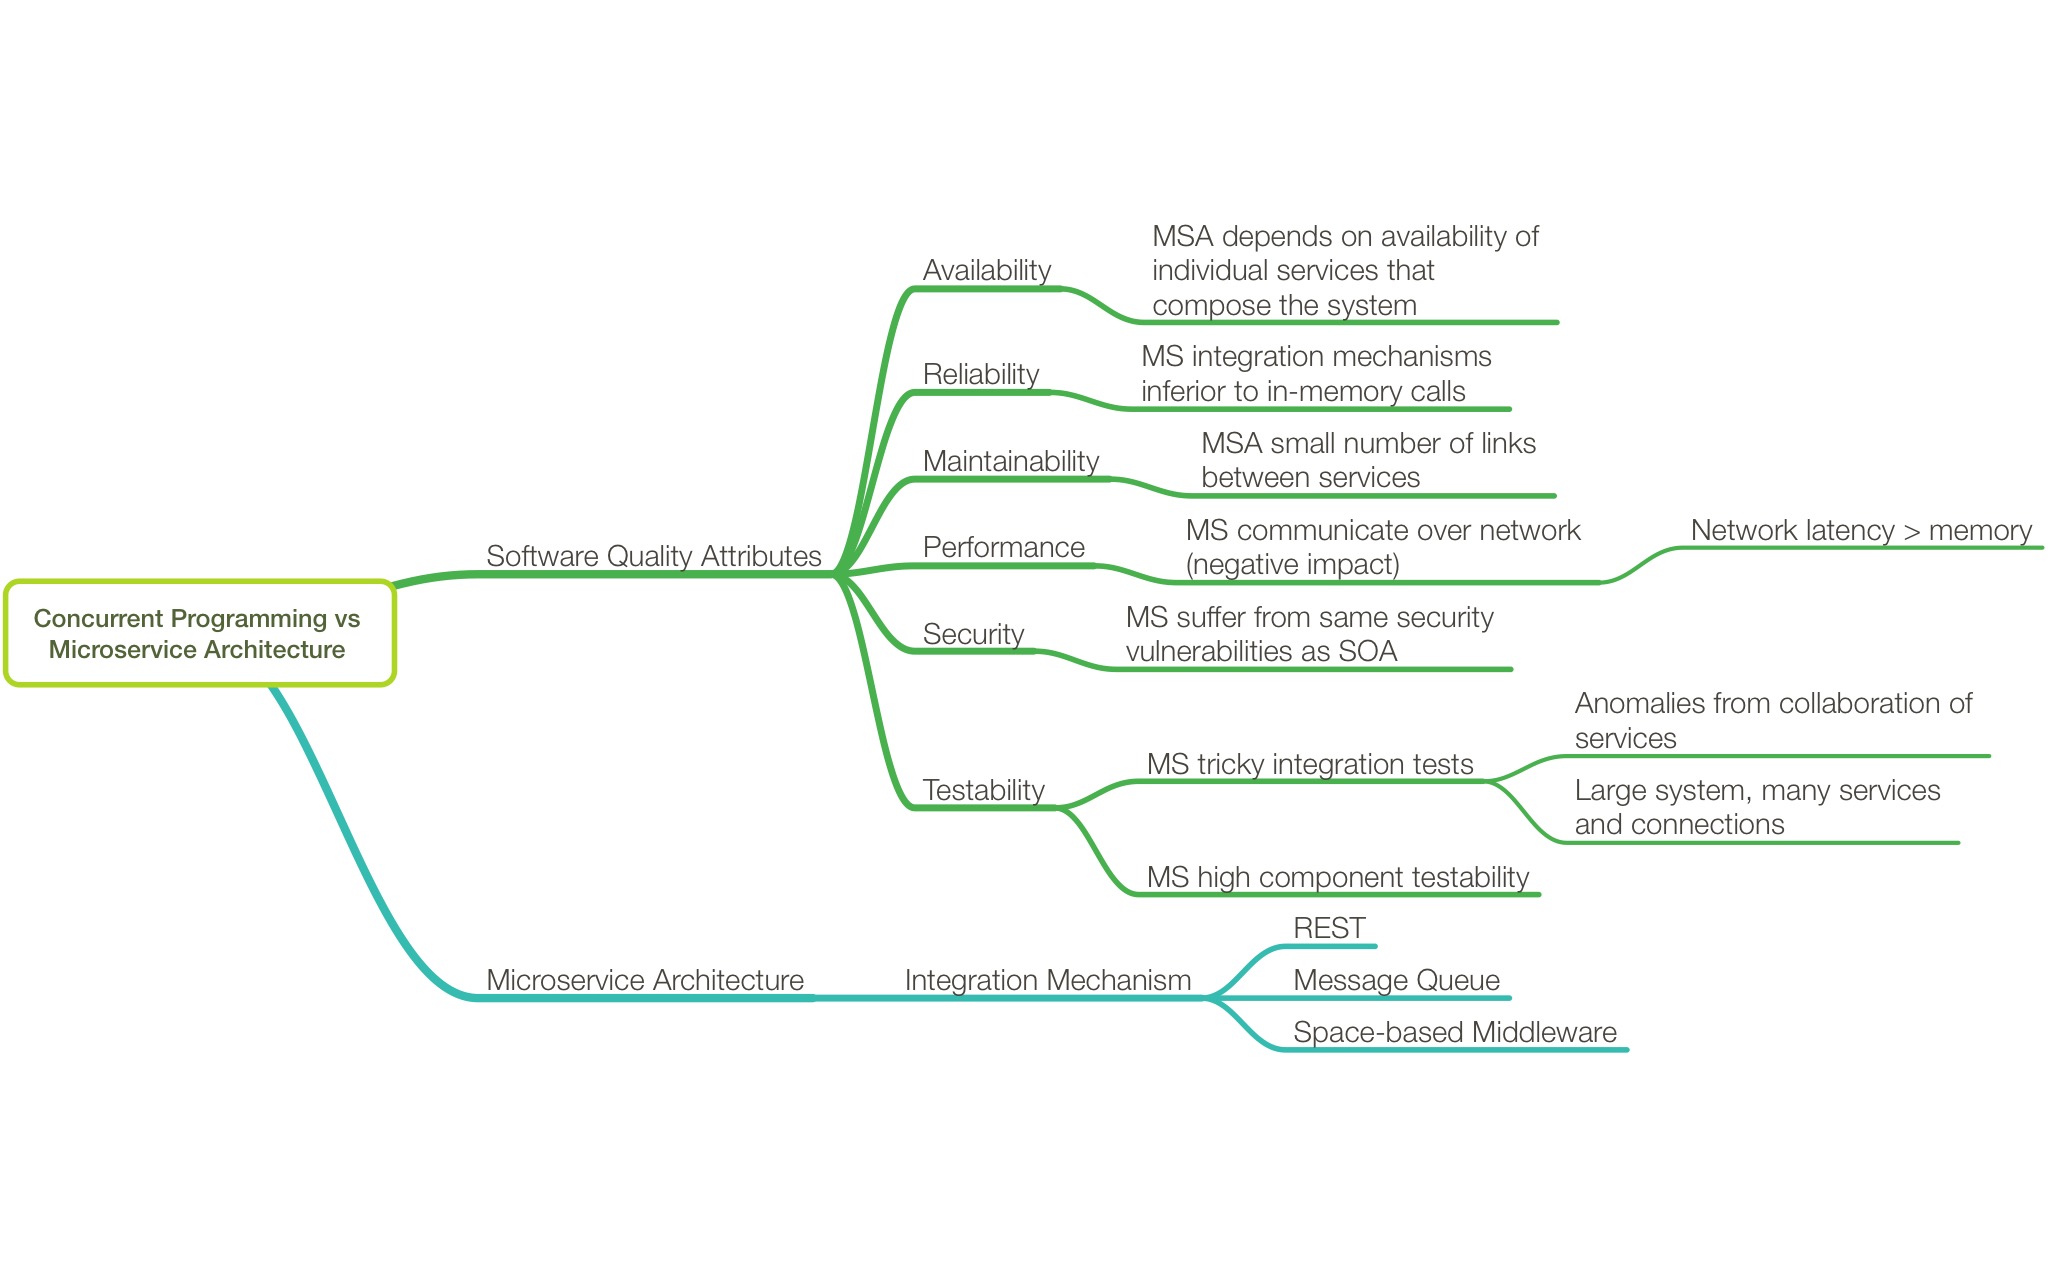 Concurrent Programming vs
Microservice Architecture
Software Quality Attributes
Availability
MSA depends on availability of
individual services that
compose the system
Reliability
MS integration mechanisms
inferior to in-memory calls
Maintainability
MSA small number of links
between services
Performance
MS communicate over network
(negative impact)
Network latency > memory
Security
MS suffer from same security
vulnerabilities as SOA
Testability
MS tricky integration tests
Anomalies from collaboration of
services
Large system, many services
and connections
MS high component testability
Microservice Architecture
Integration Mechanism
REST
Message Queue
Space-based Middleware